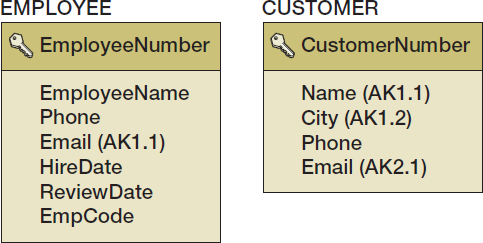 EMPLOYEE
EmployeeNumber
EmployeeName
Phone
Email (AK1.1)
HireDate
ReviewDate
EmpCode
CUSTOMER
CustomerNumber
Name (AK1.1)
City (AK1.2)
Phone
Email (AK2.1)